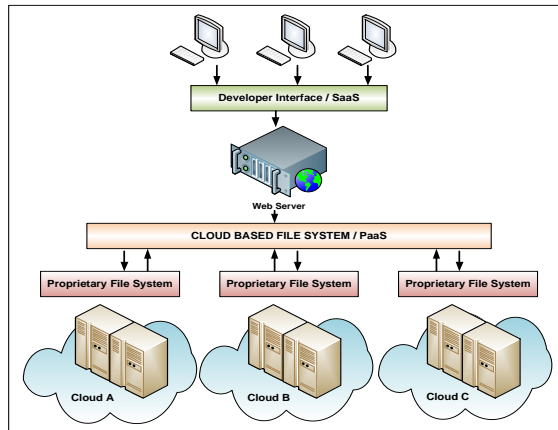 Developer Interface / SaaS
Web Server
CLOUD BASED FILE SYSTEM / PaaS
Proprietary File System
Proprietary File System
Proprietary File System
Cloud A
Cloud B
Cloud C